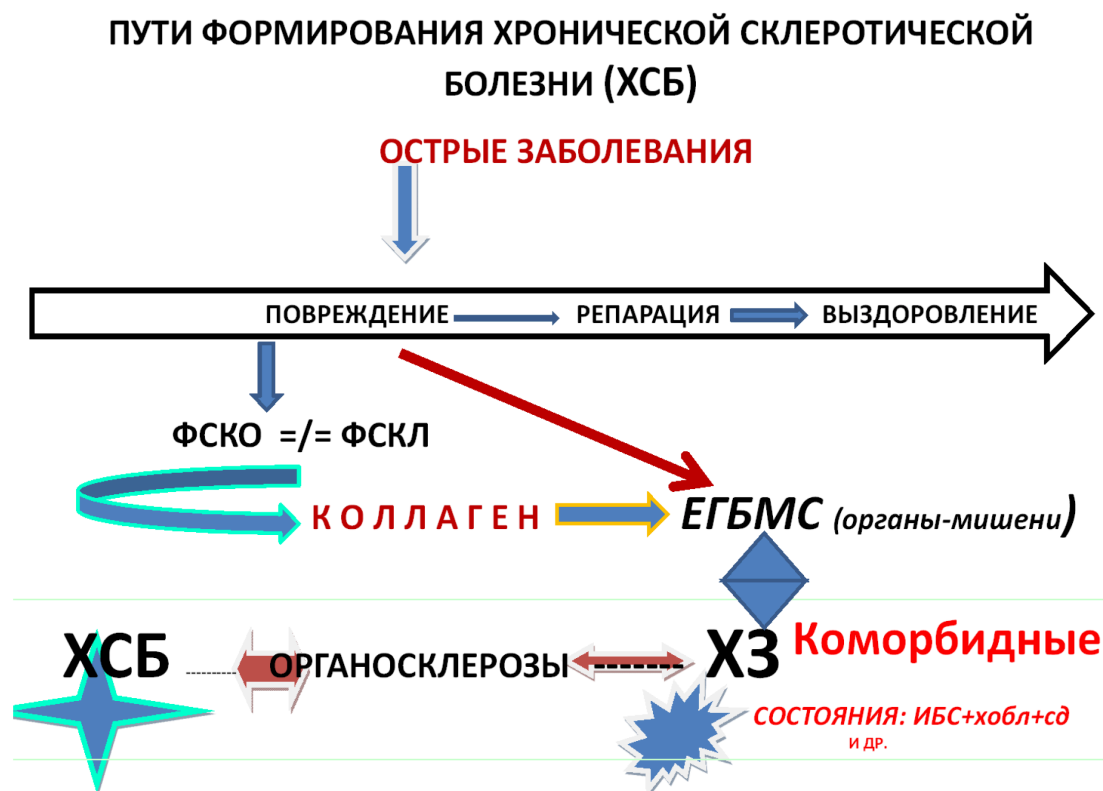 ПУТИ ФОРМИРОВАНИЯ ХРОНИЧЕСКОЙ СКЛЕРОТИЧЕСКОЙ
БОЛЕЗНИ (ХСБ)
ОСТРЫЕ ЗАБОЛЕВАНИЯ
ПОВРЕЖДЕНИЕ РЕПАРАЦИЯ ВЫЗДОРОВЛЕНИЕ
ФСКО =/= ФСКЛ
КОЛЛАГЕН ЕГБМС (органы-мишени)
ХСБ ОРГАНОСКЛЕРОЗЫ ХЗ Коморбидные
СОСТОЯНИЯ: ИБС+хобл+сд
И ДР.